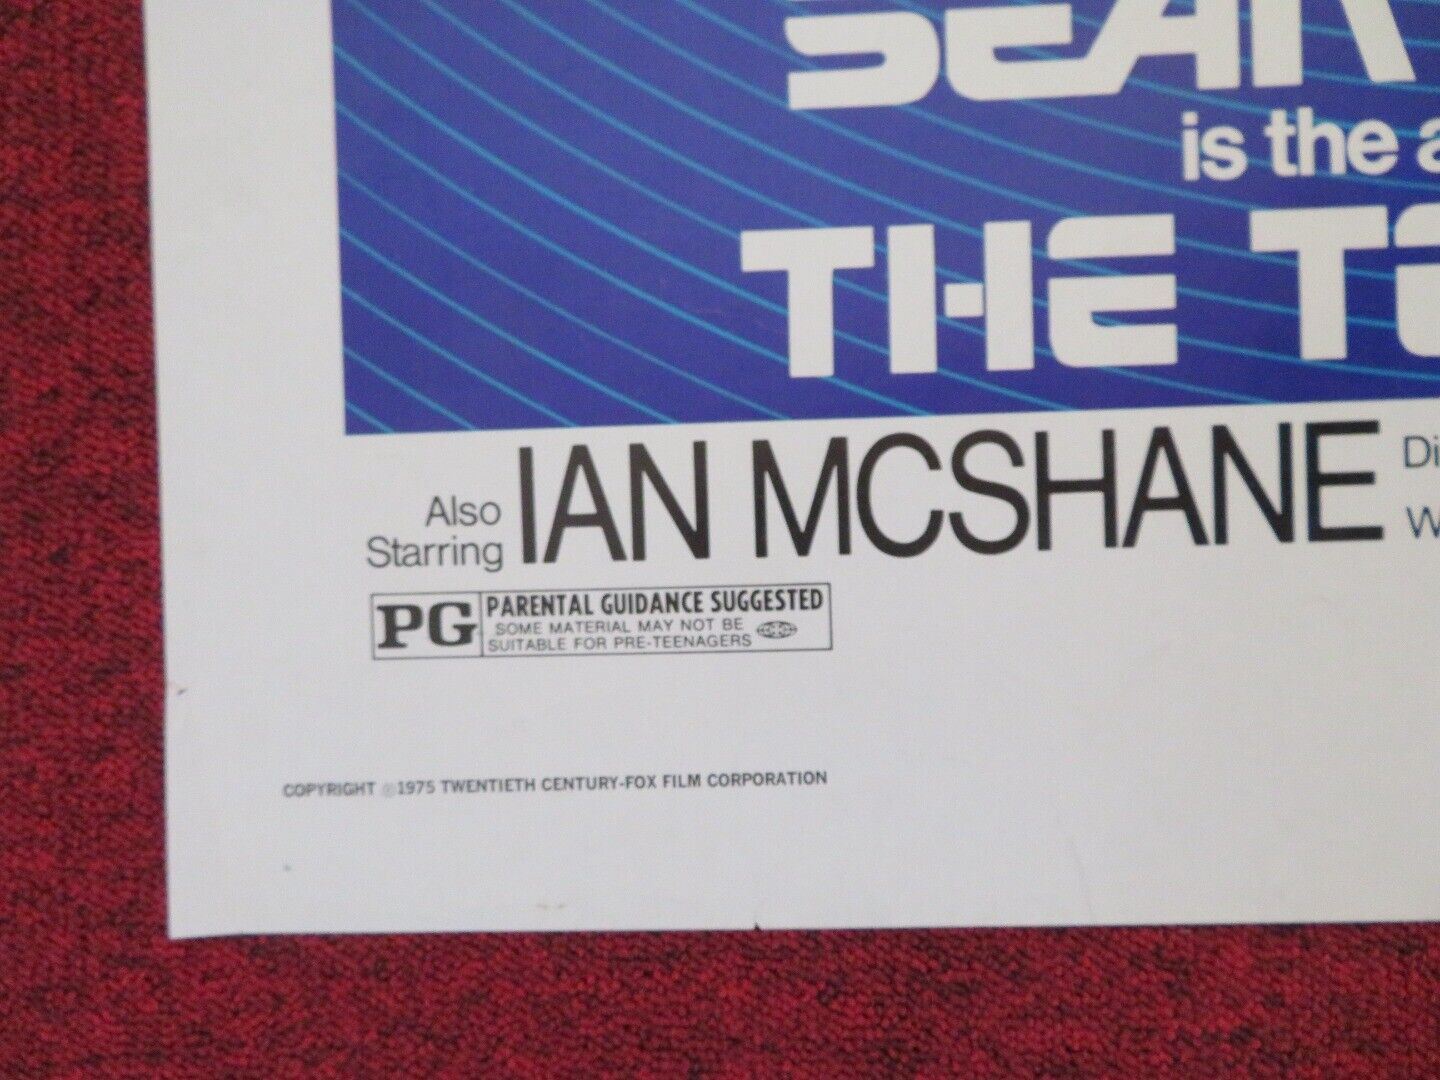 is the
THE
Also Starring IAN MCSHANE
PG PARENTAL GUIDANCE SUGGESTED
SOME MATERIAL MAY NOT BE
SUITABLE FOR PRE-TEENAGERS
COPYRIGHT ©1975 TWENTIETH CENTURY-FOX FILM CORPORATION